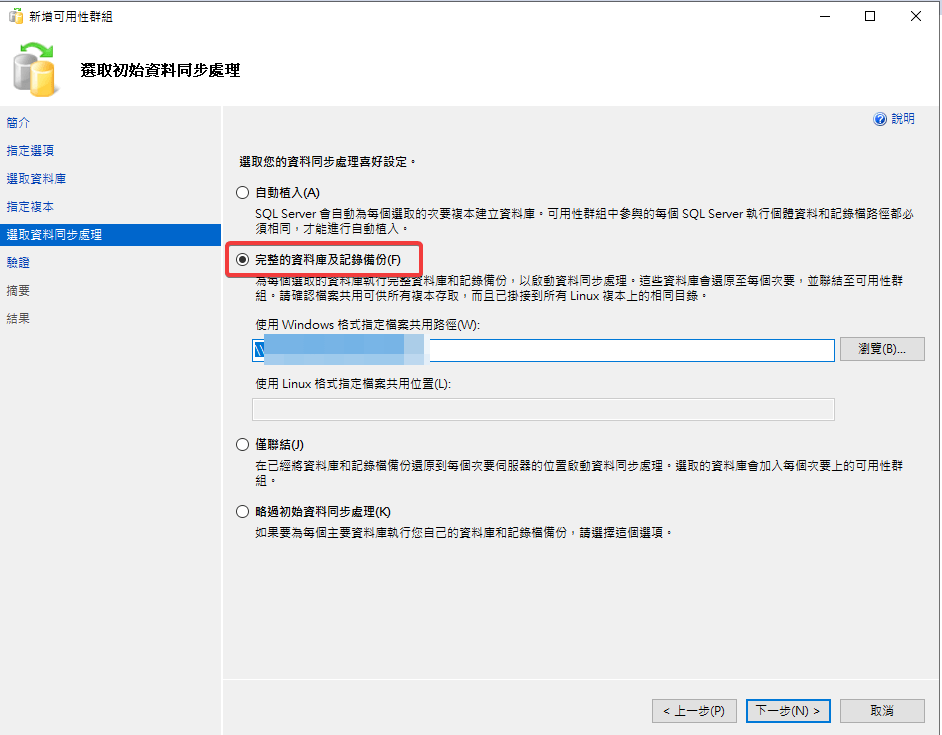 新增可用性群組
選取初始資料同步處理
簡介
指定選項
選取資料庫
指定複本
選取資料同步處理
驗證
摘要
結果
說明
選取您的資料同步處理喜好設定。
自動植入(A)
SQL Server 會自動為每個選取的次要複本建立資料庫。可用性群組中參與的每個 SQL Server 執行個體資料和記錄檔路徑都必
須相同，才能進行自動植入。
完整的資料庫及記錄備份(F)
為每個選取的資料庫執行完整資料庫和記錄備份，以啟動資料同步處理。這些資料庫會還原至每個次要，並聯結至可用性群
組。請確認檔案共用可供所有複本存取，而且已掛接到所有 Linux 複本上的相同目錄。
使用 Windows 格式指定檔案共用路徑(W):
\\
瀏覽(B)...
使用 Linux 格式指定檔案共用位置(L):
僅聯結(J)
在已經將資料庫和記錄檔備份還原到每個次要伺服器的位置啟動資料同步處理。選取的資料庫會加入每個次要上的可用性群
組。
略過初始資料同步處理(K)
如果要為每個主要資料庫執行您自己的資料庫和記錄檔備份，請選擇這個選項。
< 上一步(P)
下一步(N) >
取消